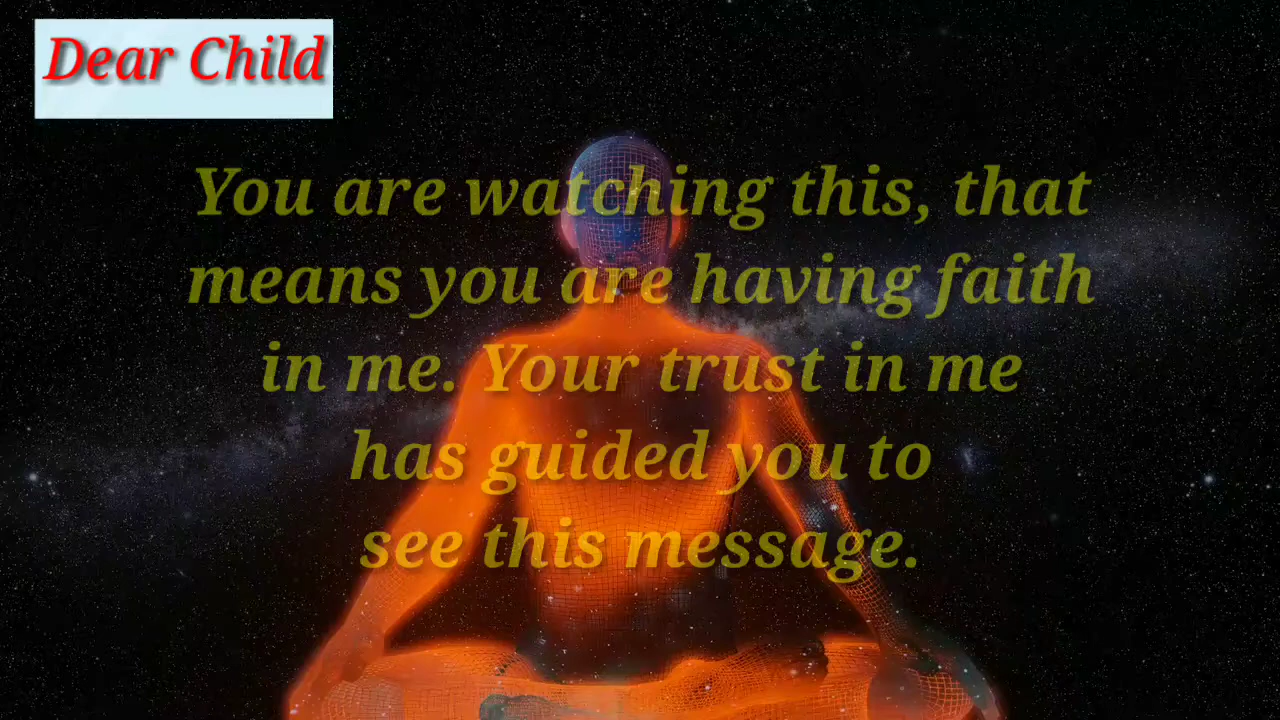 Dear Child
You are watching this, that
means you are having faith
in me. Your trust in me
has guided you to
see this message.